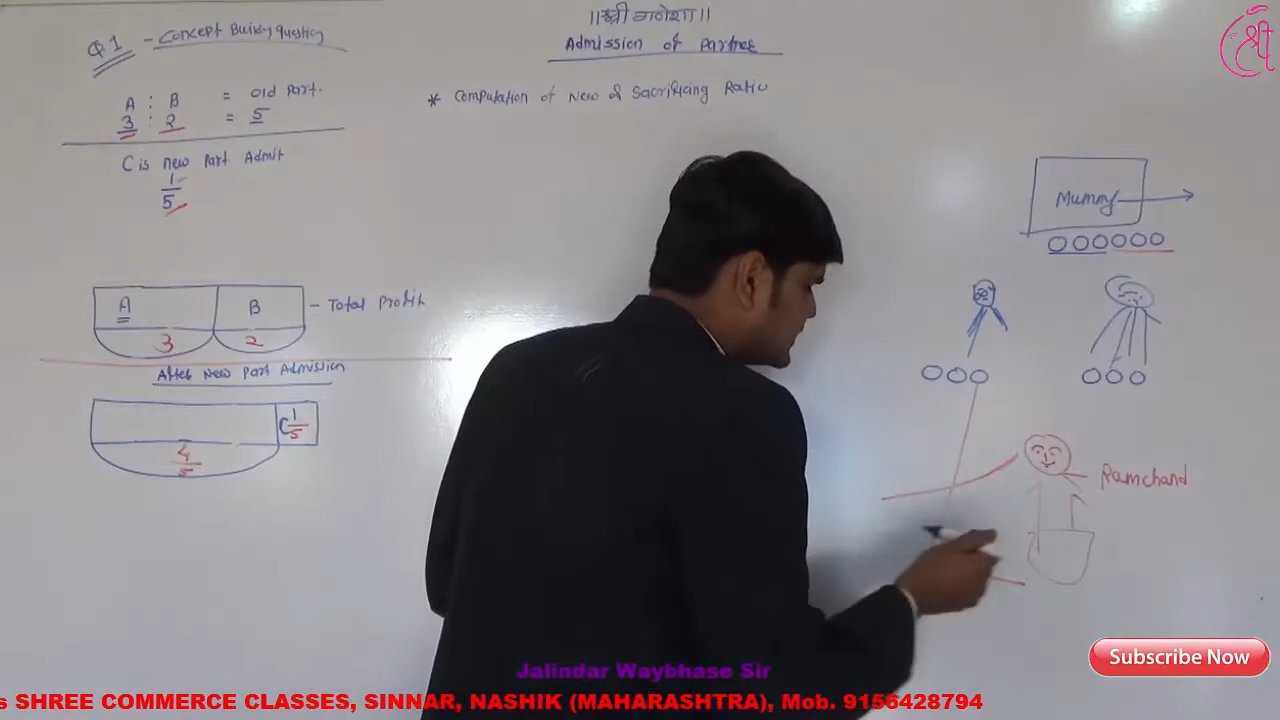 ॥श्री गणेशा॥
Admission of Partner
Q.1 - Concept Buildy question
* Computation of New & Sacrificing Ratio
A : B = old Part.
3 : 2 = 5
C is new Part Admit
1
5
A B - Total Profit
3 2
After New Part Admission
C 1
5
4
5
Mummy
Ramchand
श्री
Subscribe Now
Jalindar Waybhase Sir
s SHREE COMMERCE CLASSES, SINNAR, NASHIK (MAHARASHTRA), Mob. 9156428794